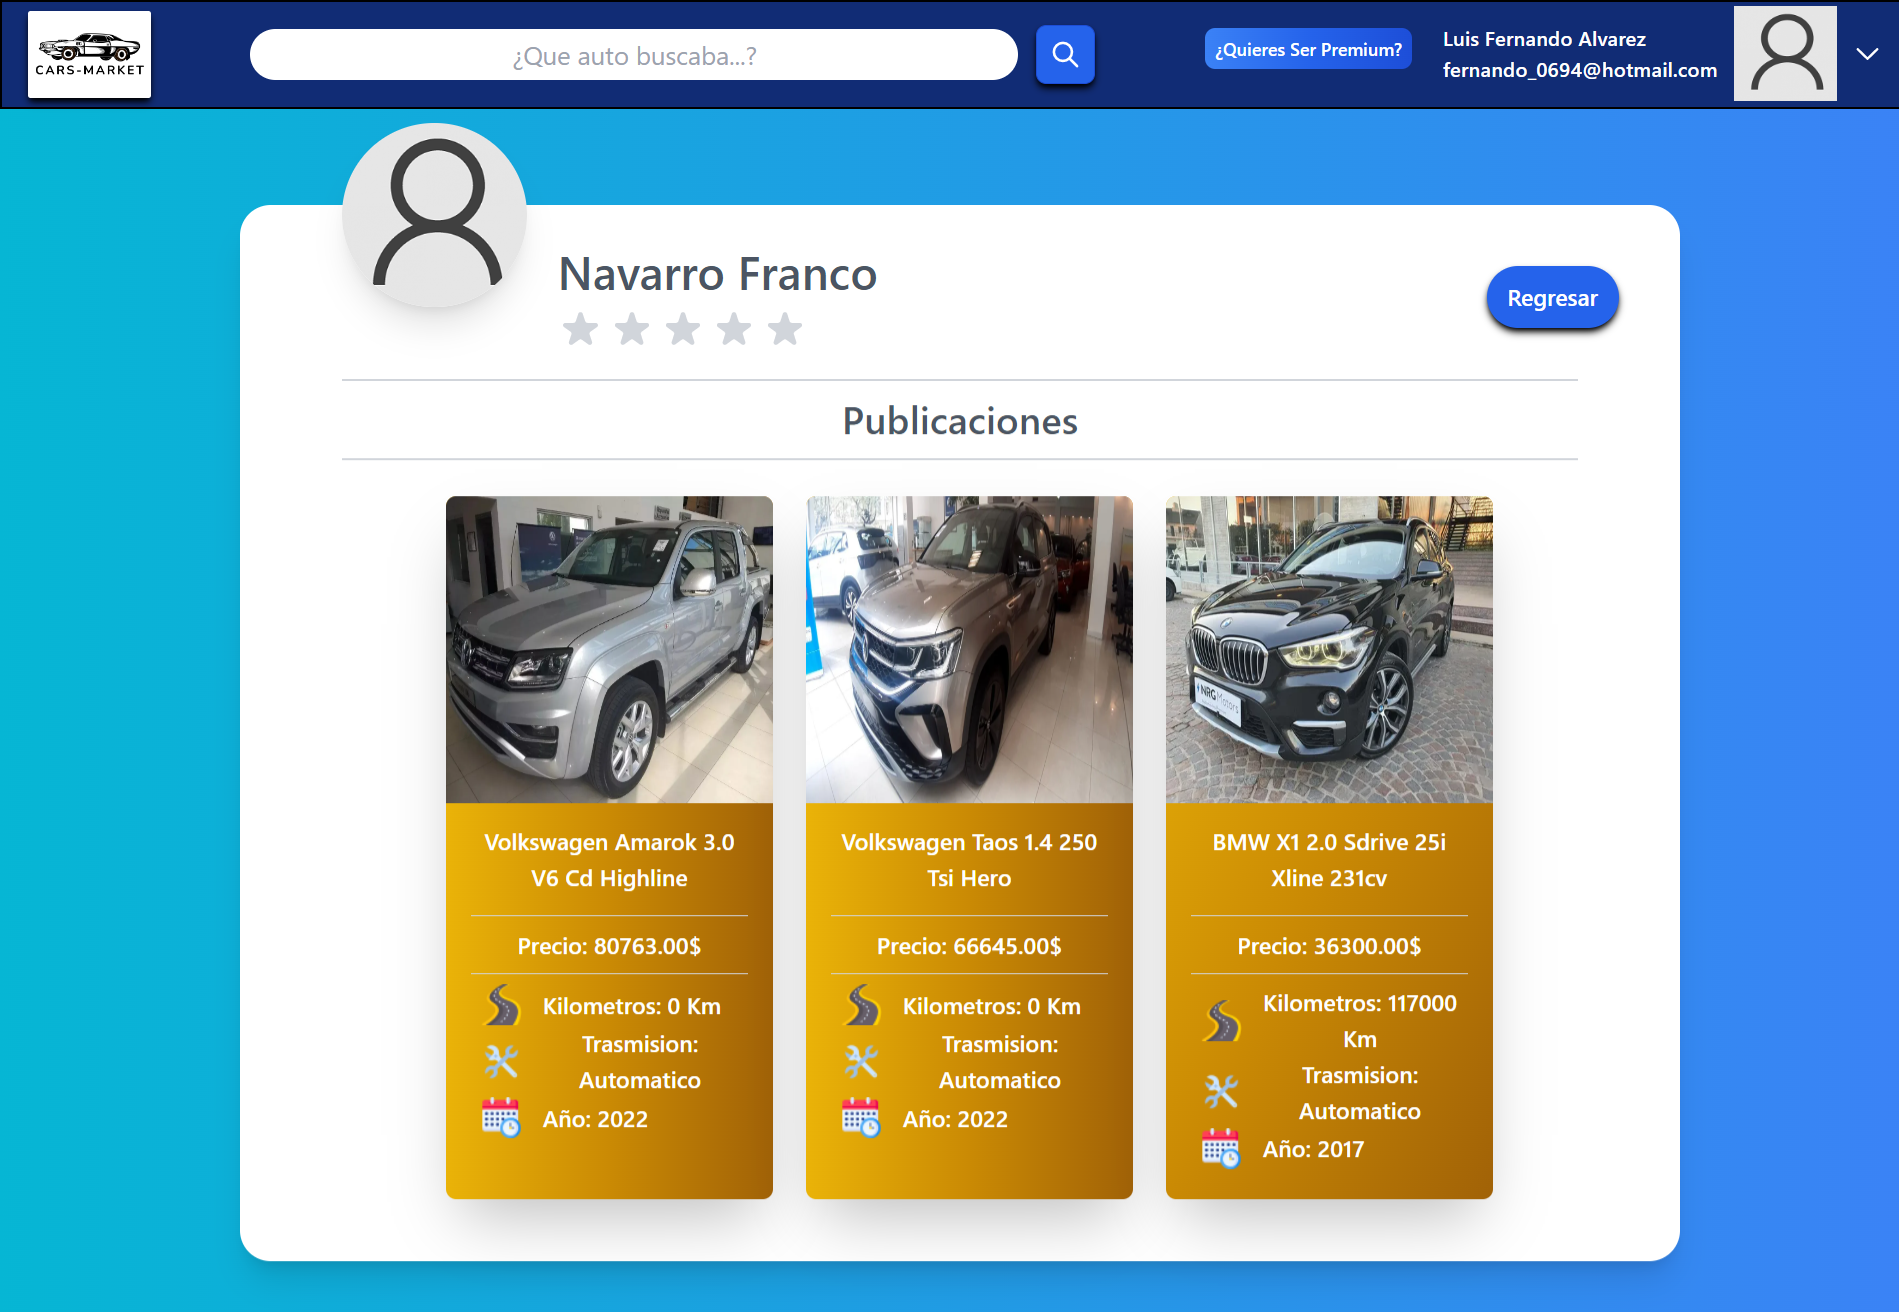 CARS-MARKET
¿Que auto buscaba...?
¿Quieres Ser Premium?
Luis Fernando Alvarez
fernando_0694@hotmail.com
Navarro Franco
Regresar
Publicaciones
NRG Motors
Volkswagen Amarok 3.0
V6 Cd Highline
Precio: 80763.00$
Kilometros: 0 Km
Trasmision:
Automatico
Año: 2022
Volkswagen Taos 1.4 250
Tsi Hero
Precio: 66645.00$
Kilometros: 0 Km
Trasmision:
Automatico
Año: 2022
BMW X1 2.0 Sdrive 25i
Xline 231cv
Precio: 36300.00$
Kilometros: 117000
Km
Trasmision:
Automatico
Año: 2017